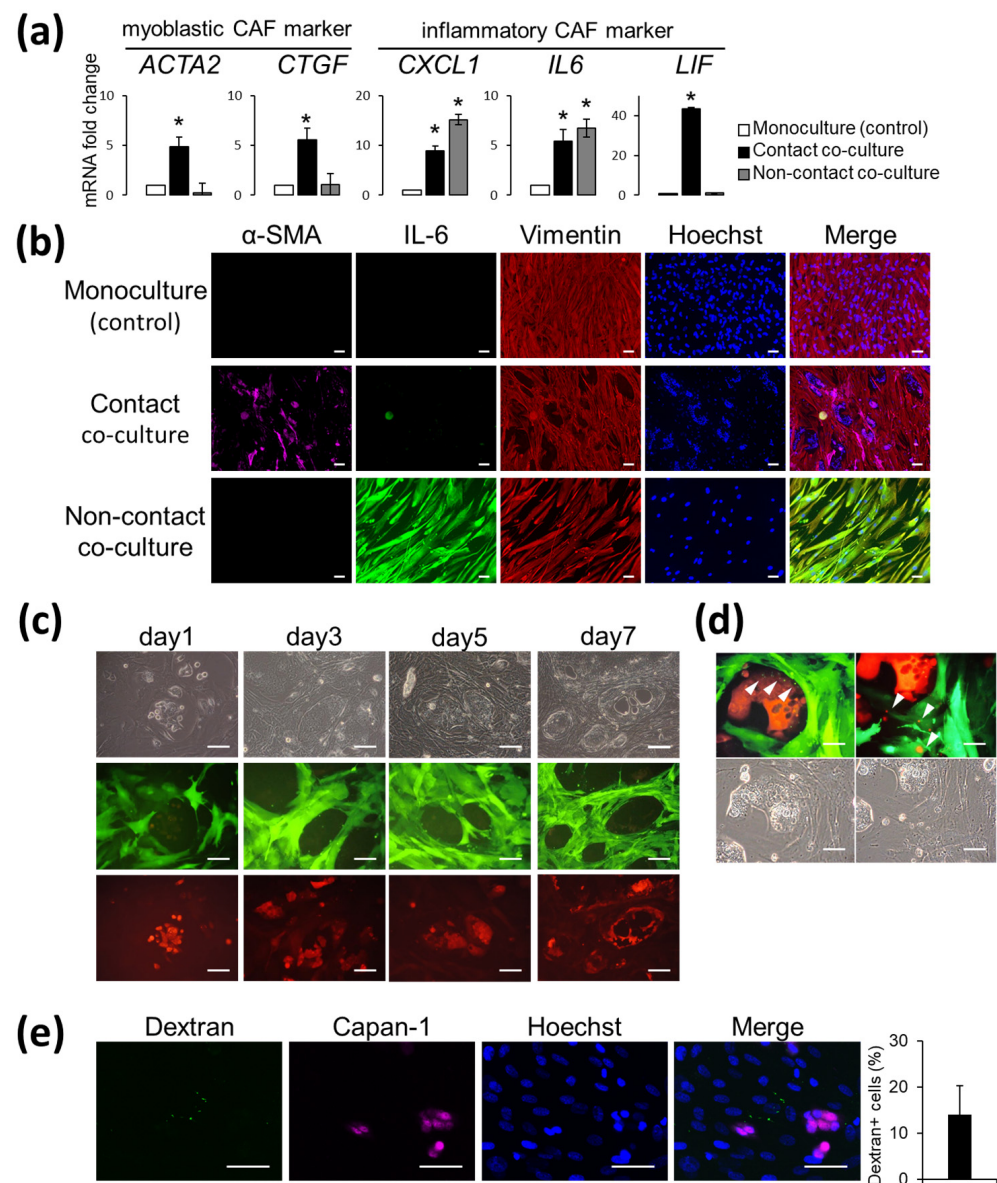 (a)
myoblastic CAF marker
inflammatory CAF marker
ACTA2 CTGF CXCL1 IL6 LIF
mRNA fold change
10 10 20 10 40
5 5 10 5 20
0 0 0 0 0
* * * * * * *
Monoculture (control)
Contact co-culture
Non-contact co-culture
(b)
α-SMA IL-6 Vimentin Hoechst Merge
Monoculture
(control)
Contact
co-culture
Non-contact
co-culture
(c)
day1 day3 day5 day7
(d)
(e)
Dextran Capan-1 Hoechst Merge
Dextran+ cells (%)
30
20
10
0